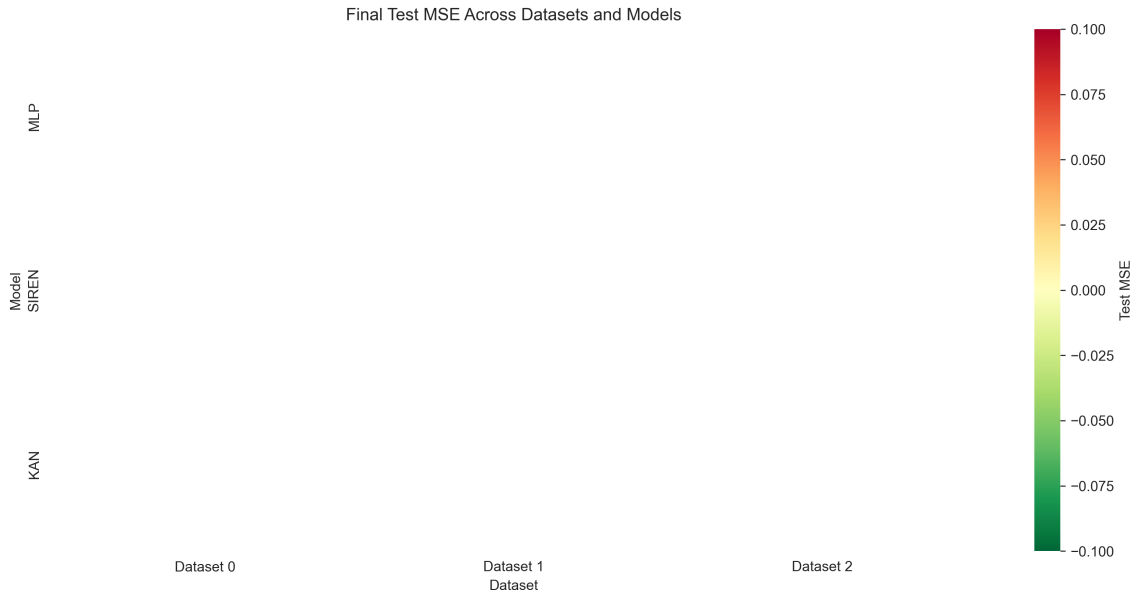 Final Test MSE Across Datasets and Models
MLP
SIREN
KAN
Model
Dataset 0
Dataset 1
Dataset 2
Dataset
0.100
0.075
0.050
0.025
0.000
−0.025
−0.050
−0.075
−0.100
Test MSE